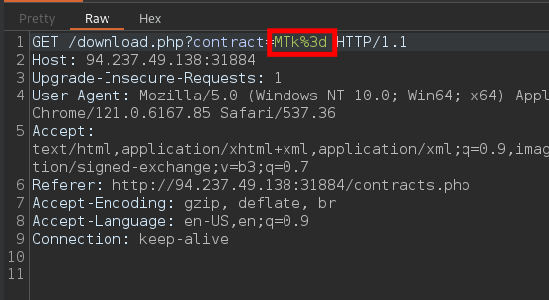 Pretty Raw Hex
1 GET /download.php?contract=MTk%3d HTTP/1.1
2 Host: 94.237.49.138:31884
3 Upgrade-Insecure-Requests: 1
4 User Agent: Mozilla/5.0 (Windows NT 10.0; Win64; x64) Appl
Chrome/121.0.6167.85 Safari/537.36
5 Accept:
text/html,application/xhtml+xml,application/xml;q=0.9,imag
tion/signed-exchange;v=b3;q=0.7
6 Referer: http://94.237.49.138:31884/contracts.php
7 Accept-Encoding: gzip, deflate, br
8 Accept-Language: en-US,en;q=0.9
9 Connection: keep-alive
10
11